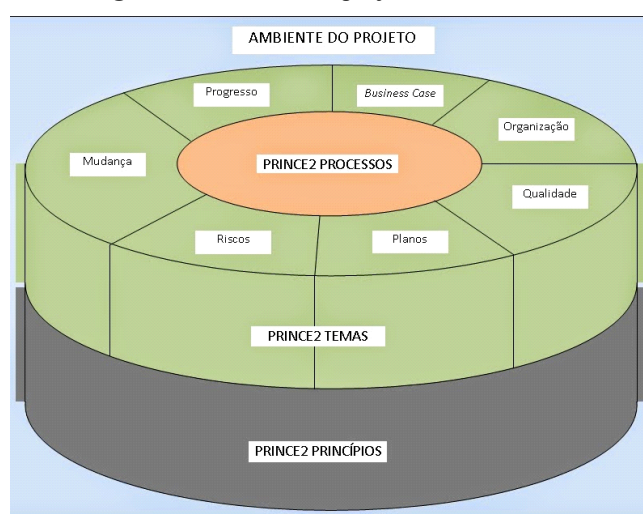 AMBIENTE DO PROJETO
Progresso
Business Case
Organização
Mudança
PRINCE2 PROCESSOS
Qualidade
Riscos
Planos
PRINCE2 TEMAS
PRINCE2 PRINCÍPIOS